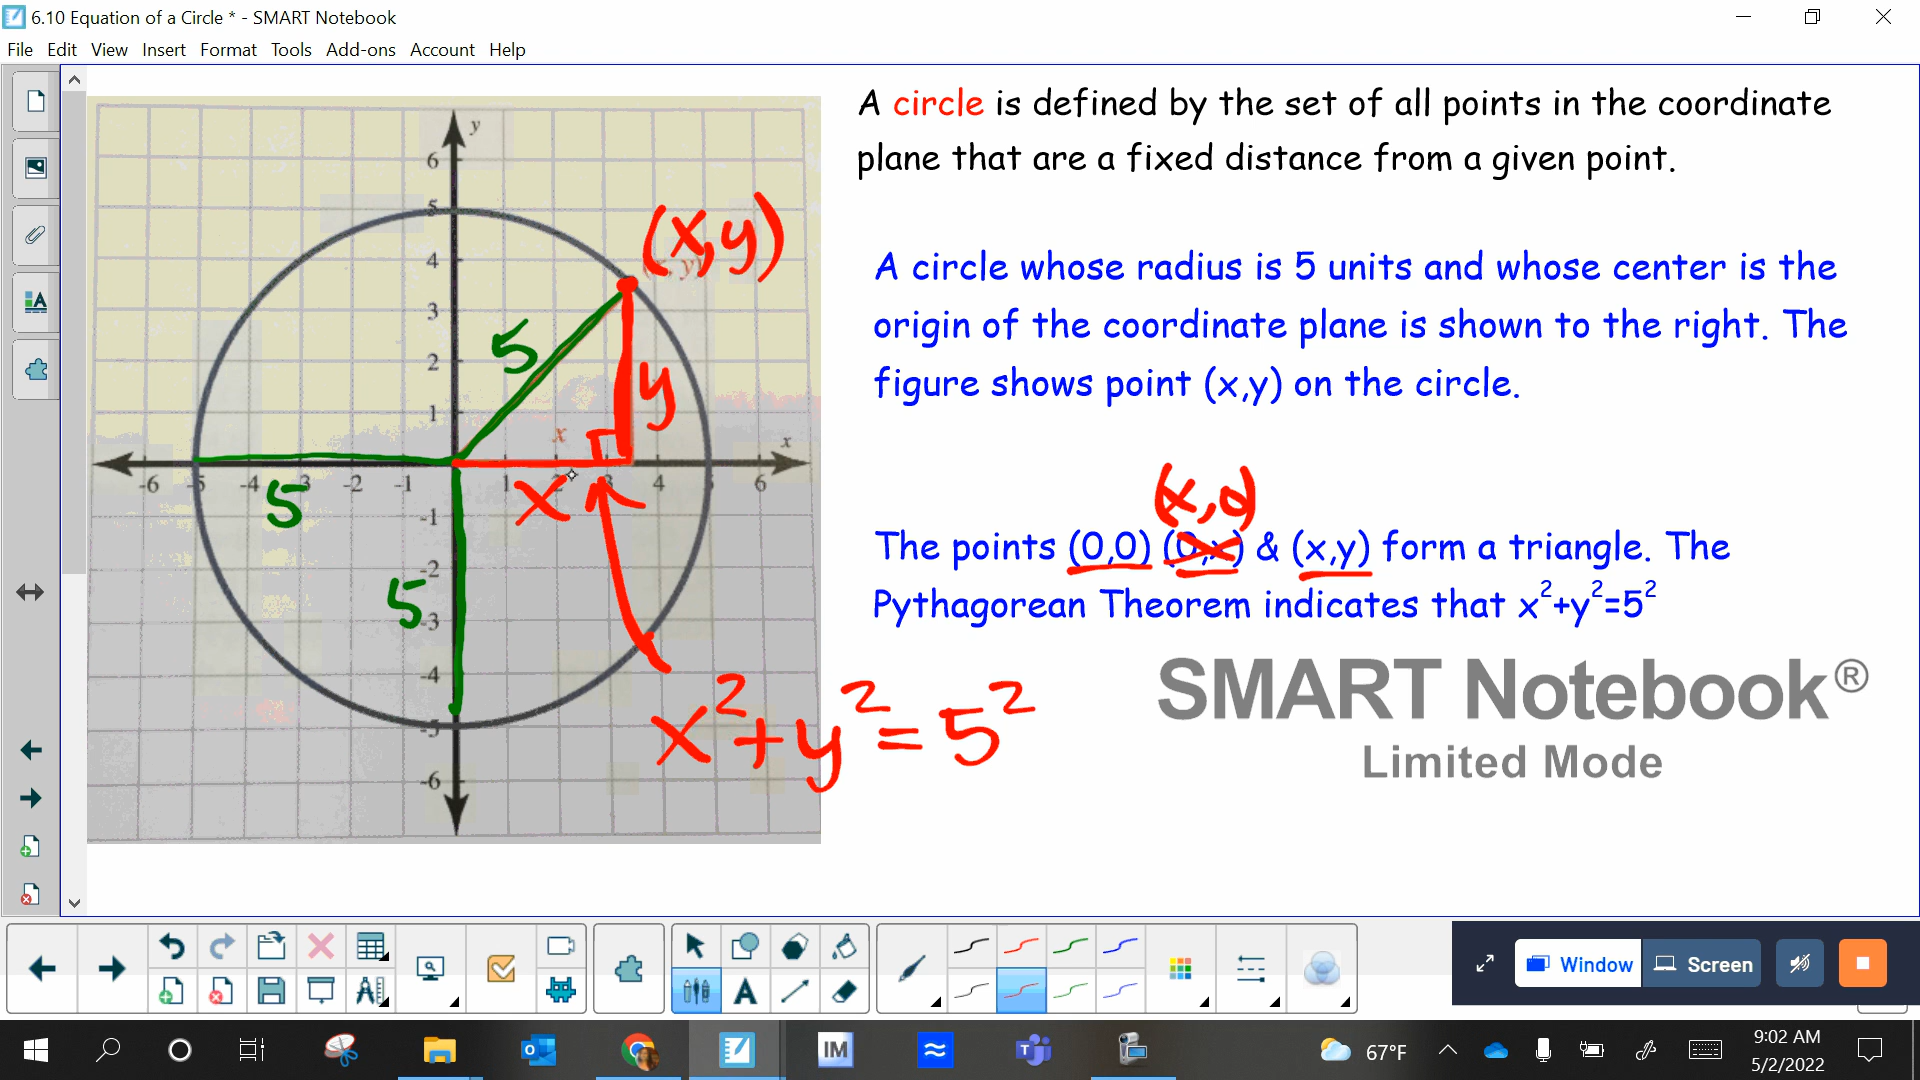 6.10 Equation of a Circle * - SMART Notebook
File Edit View Insert Format Tools Add-ons Account Help
A circle is defined by the set of all points in the coordinate
plane that are a fixed distance from a given point.
A circle whose radius is 5 units and whose center is the
origin of the coordinate plane is shown to the right. The
figure shows point (x,y) on the circle.
(x,0)
The points (0,0) (0,x) & (x,y) form a triangle. The
Pythagorean Theorem indicates that x²+y²=5²
SMART Notebook®
Limited Mode
y
6
5
(x,y)
(x, y)
4
3
5
2
y
1
x
x
-6 -5 -4 -3 -2 -1 1 2 3 4 5 6
5
x
-1
-2
5
-3
-4
-5
-6
x²+y²=5²
Window Screen
IM
67°F
9:02 AM
5/2/2022